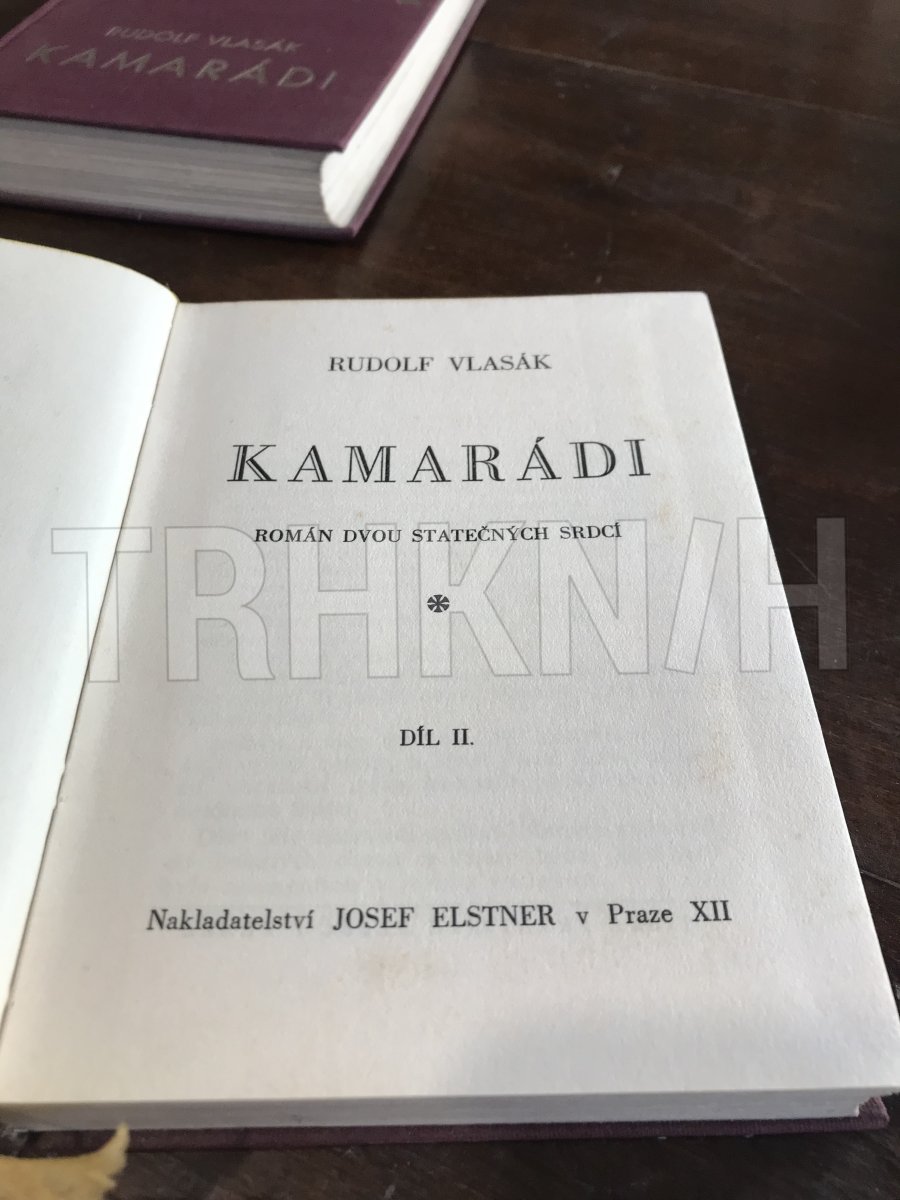 RUDOLF VLASÁK
KAMARÁDI
RUDOLF VLASÁK
KAMARÁDI
ROMÁN DVOU STATEČNÝCH SRDCÍ
TRHKNIH
DÍL II.
Nakladatelství JOSEF ELSTNER v Praze XII